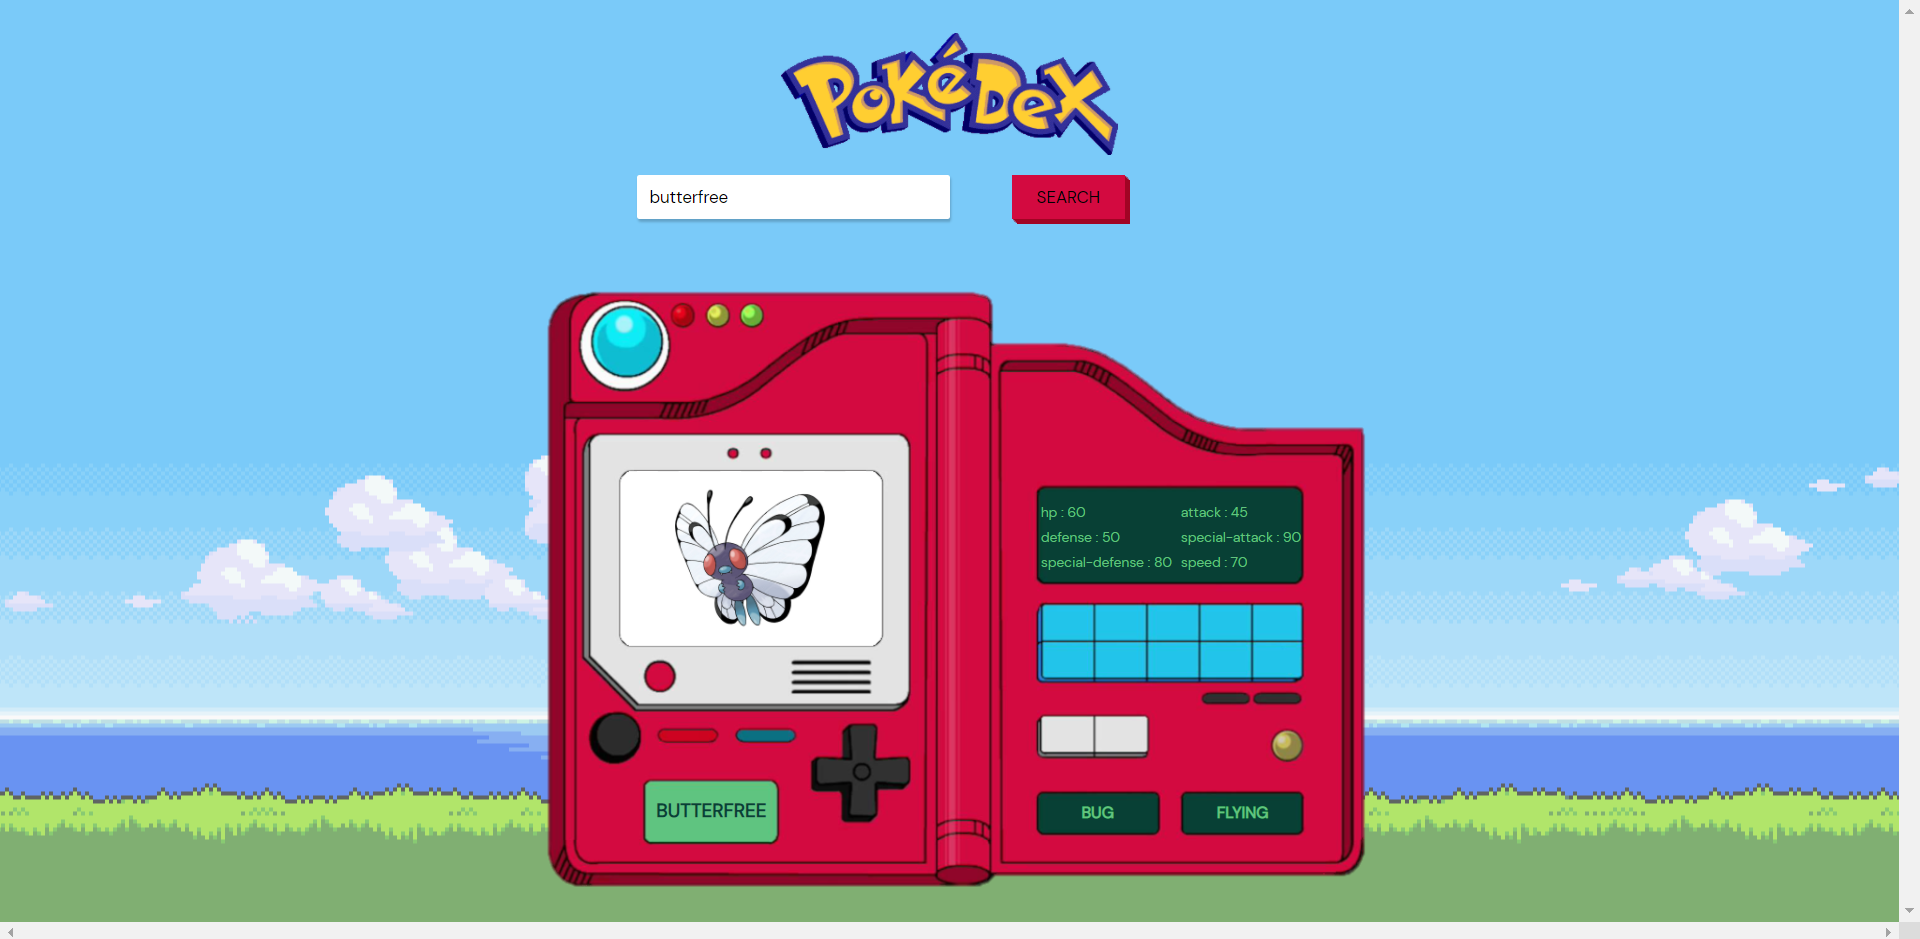 PoKéDex
butterfree
SEARCH
hp : 60 attack : 45
defense : 50 special-attack : 90
special-defense : 80 speed : 70
BUTTERFREE
BUG FLYING